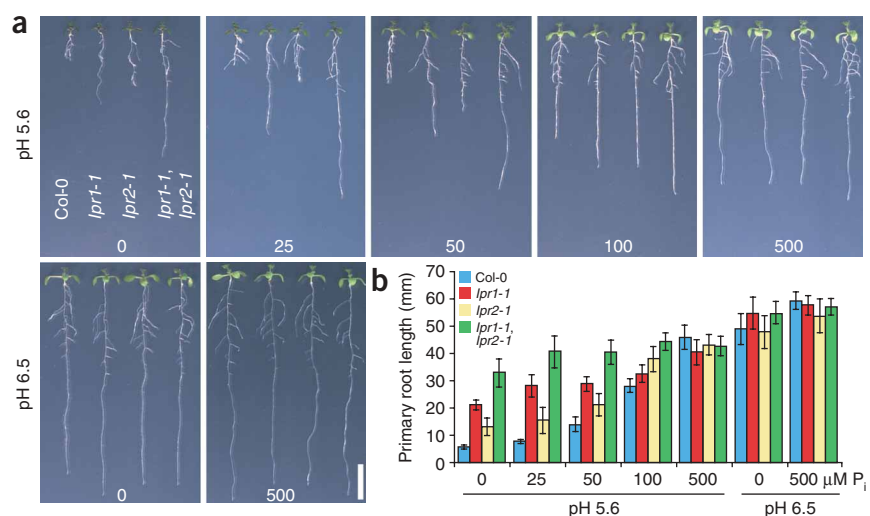 a
pH 5.6
Col-0
lpr1-1
lpr2-1
lpr1-1,
lpr2-1
0
25
50
100
500
pH 6.5
0
500
b
Primary root length (mm)
70
60
50
40
30
20
10
0
Col-0
lpr1-1
lpr2-1
lpr1-1,
lpr2-1
0 25 50 100 500 0 500 μM Pi
pH 5.6 pH 6.5